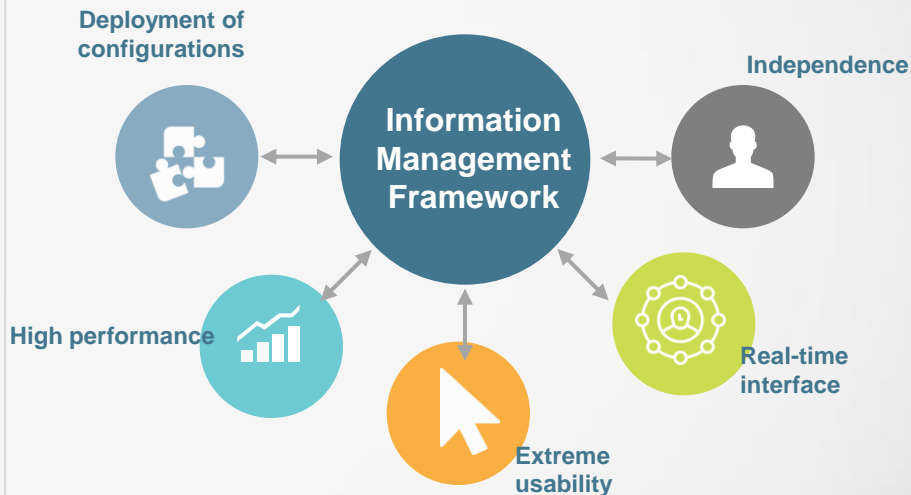 Deployment of
configurations
Independence
Information
Management
Framework
High performance
Real-time
interface
Extreme
usability